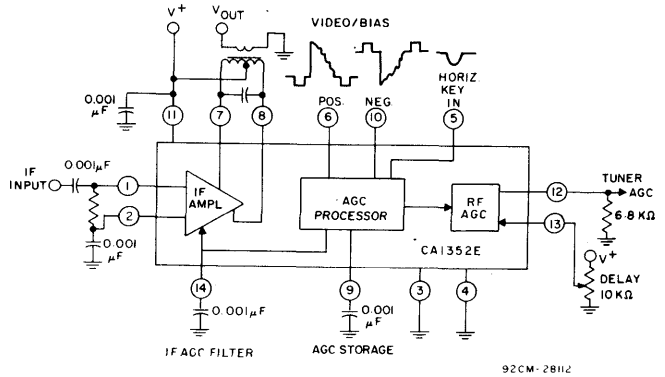 V+
VOUT
VIDEO/BIAS
HORIZ.
KEY
IN
POS.
NEG.
0.001
μF
11
7
8
6
10
5
IF
INPUT
0.001μF
1
2
IF
AMPL
AGC
PROCESSOR
RF
AGC
12
TUNER
AGC
6.8 KΩ
13
0.001
μF
CA1352E
V+
DELAY
10KΩ
14
9
3
4
0.001μF
0.001
μF
IF AGC FILTER
AGC STORAGE
92CM-28112